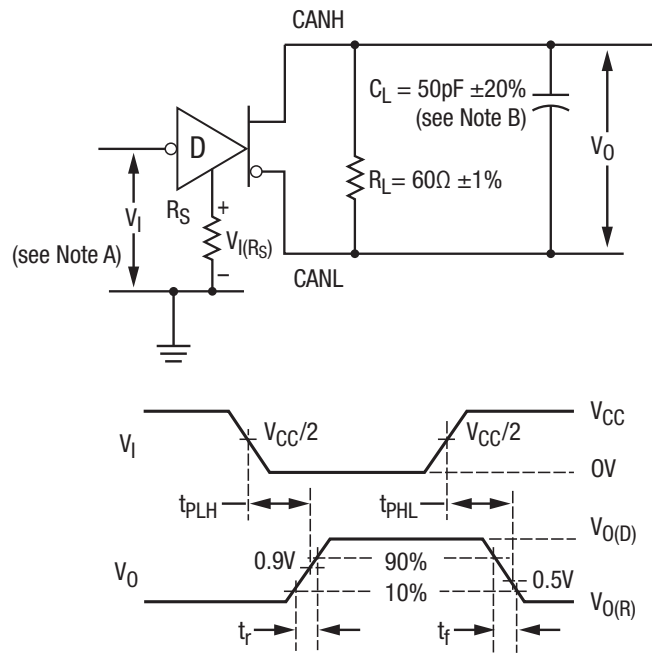 CANH
C_L = 50pF ±20%
(see Note B)
V_O
D
R_L = 60Ω ±1%
V_I
(see Note A)
R_S
+
V_I(R_S)
–
CANL
V_I
V_CC/2
V_CC/2
V_CC
0V
t_PLH
t_PHL
V_O
0.9V
90%
10%
V_O(D)
0.5V
V_O(R)
t_r
t_f